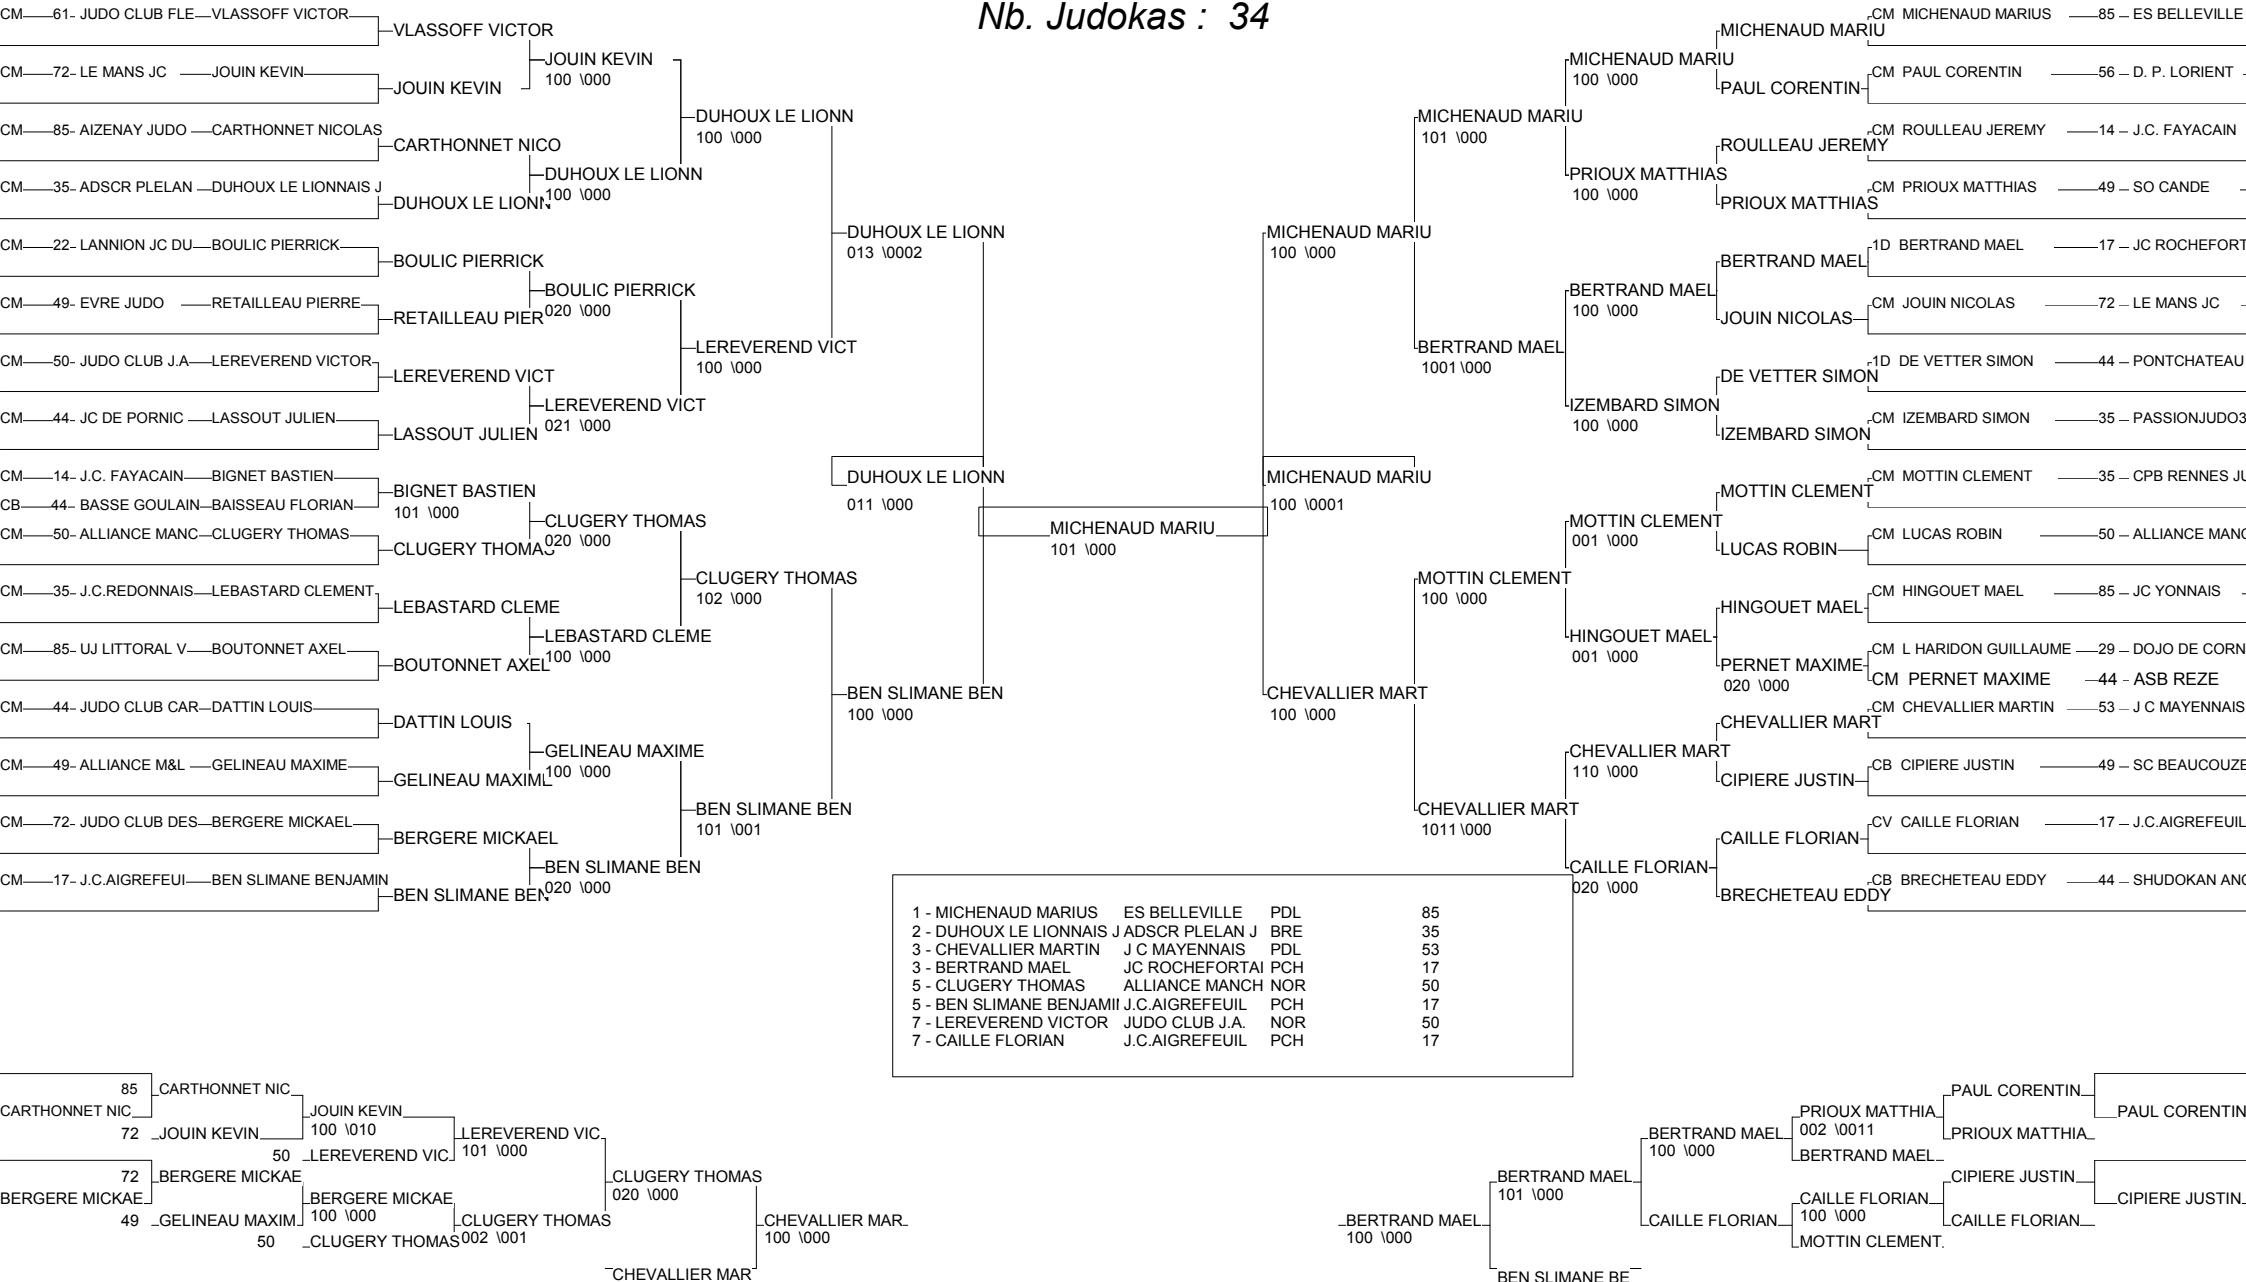 Nb. Judokas : 34
CM 61- JUDO CLUB FLE VLASSOFF VICTOR
VLASSOFF VICTOR
JOUIN KEVIN
100 \000
CM 72- LE MANS JC JOUIN KEVIN
JOUIN KEVIN
DUHOUX LE LIONN
100 \000
CM 85- AIZENAY JUDO CARTHONNET NICOLAS
CARTHONNET NICO
DUHOUX LE LIONN
100 \000
CM 35- ADSCR PLELAN DUHOUX LE LIONNAIS J
DUHOUX LE LIONN
DUHOUX LE LIONN
013 \0002
CM 22- LANNION JC DU BOULIC PIERRICK
BOULIC PIERRICK
BOULIC PIERRICK
020 \000
CM 49- EVRE JUDO RETAILLEAU PIERRE
RETAILLEAU PIER
LEREVEREND VICT
100 \000
CM 50- JUDO CLUB J.A LEREVEREND VICTOR
LEREVEREND VICT
LEREVEREND VICT
021 \000
CM 44- JC DE PORNIC LASSOUT JULIEN
LASSOUT JULIEN
DUHOUX LE LIONN
011 \000
CM 14- J.C. FAYACAIN BIGNET BASTIEN
BIGNET BASTIEN
101 \000
CB 44- BASSE GOULAIN BAISSEAU FLORIAN
CLUGERY THOMAS
020 \000
CM 50- ALLIANCE MANC CLUGERY THOMAS
CLUGERY THOMAS
CLUGERY THOMAS
102 \000
CM 35- J.C.REDONNAIS LEBASTARD CLEMENT
LEBASTARD CLEME
LEBASTARD CLEME
100 \000
CM 85- UJ LITTORAL V BOUTONNET AXEL
BOUTONNET AXEL
BEN SLIMANE BEN
100 \000
CM 44- JUDO CLUB CAR DATTIN LOUIS
DATTIN LOUIS
GELINEAU MAXIME
100 \000
CM 49- ALLIANCE M&L GELINEAU MAXIME
GELINEAU MAXIME
BEN SLIMANE BEN
101 \001
CM 72- JUDO CLUB DES BERGERE MICKAEL
BERGERE MICKAEL
BEN SLIMANE BEN
020 \000
CM 17- J.C.AIGREFEUI BEN SLIMANE BENJAMIN
BEN SLIMANE BEN
MICHENAUD MARIU
101 \000
CM MICHENAUD MARIUS 85 – ES BELLEVILLE
MICHENAUD MARIU
MICHENAUD MARIU
100 \000
CM PAUL CORENTIN 56 – D. P. LORIENT
PAUL CORENTIN
MICHENAUD MARIU
101 \000
CM ROULLEAU JEREMY 14 – J.C. FAYACAIN
ROULLEAU JEREMY
PRIOUX MATTHIAS
100 \000
CM PRIOUX MATTHIAS 49 – SO CANDE
PRIOUX MATTHIAS
MICHENAUD MARIU
100 \000
1D BERTRAND MAEL 17 – JC ROCHEFORT
BERTRAND MAEL
BERTRAND MAEL
100 \000
CM JOUIN NICOLAS 72 – LE MANS JC
JOUIN NICOLAS
BERTRAND MAEL
1001 \000
1D DE VETTER SIMON 44 – PONTCHATEAU
DE VETTER SIMON
IZEMBARD SIMON
100 \000
CM IZEMBARD SIMON 35 – PASSIONJUDO3
IZEMBARD SIMON
MICHENAUD MARIU
100 \0001
CM MOTTIN CLEMENT 35 – CPB RENNES JU
MOTTIN CLEMENT
MOTTIN CLEMENT
001 \000
CM LUCAS ROBIN 50 – ALLIANCE MANC
LUCAS ROBIN
MOTTIN CLEMENT
100 \000
CM HINGOUET MAEL 85 – JC YONNAIS
HINGOUET MAEL
HINGOUET MAEL
001 \000
CM L HARIDON GUILLAUME 29 – DOJO DE CORN
PERNET MAXIME
020 \000
CM PERNET MAXIME 44 - ASB REZE
CHEVALLIER MART
100 \000
CM CHEVALLIER MARTIN 53 – J C MAYENNAIS
CHEVALLIER MART
CHEVALLIER MART
110 \000
CB CIPIERE JUSTIN 49 – SC BEAUCOUZE
CIPIERE JUSTIN
CHEVALLIER MART
1011 \000
CV CAILLE FLORIAN 17 – J.C.AIGREFEUIL
CAILLE FLORIAN
CAILLE FLORIAN
020 \000
CB BRECHETEAU EDDY 44 – SHUDOKAN ANC
BRECHETEAU EDDY
1 - MICHENAUD MARIUS ES BELLEVILLE PDL 85
2 - DUHOUX LE LIONNAIS J ADSCR PLELAN J BRE 35
3 - CHEVALLIER MARTIN J C MAYENNAIS PDL 53
3 - BERTRAND MAEL JC ROCHEFORTAI PCH 17
5 - CLUGERY THOMAS ALLIANCE MANCH NOR 50
5 - BEN SLIMANE BENJAMIN J.C.AIGREFEUIL PCH 17
7 - LEREVEREND VICTOR JUDO CLUB J.A. NOR 50
7 - CAILLE FLORIAN J.C.AIGREFEUIL PCH 17
85 CARTHONNET NIC
CARTHONNET NIC
JOUIN KEVIN
100 \010
72 JOUIN KEVIN
LEREVEREND VIC
101 \000
50 LEREVEREND VIC
72 BERGERE MICKAE
CLUGERY THOMAS
020 \000
BERGERE MICKAE
BERGERE MICKAE
100 \000
49 GELINEAU MAXIM
CLUGERY THOMAS
002 \001
50 CLUGERY THOMAS
CHEVALLIER MAR
100 \000
CHEVALLIER MAR
PAUL CORENTIN
PAUL CORENTIN
PRIOUX MATTHIA
002 \0011
PRIOUX MATTHIA
BERTRAND MAEL
100 \000
BERTRAND MAEL
BERTRAND MAEL
101 \000
CIPIERE JUSTIN
CIPIERE JUSTIN
CAILLE FLORIAN
100 \000
CAILLE FLORIAN
CAILLE FLORIAN
MOTTIN CLEMENT
BERTRAND MAEL
100 \000
BEN SLIMANE BE